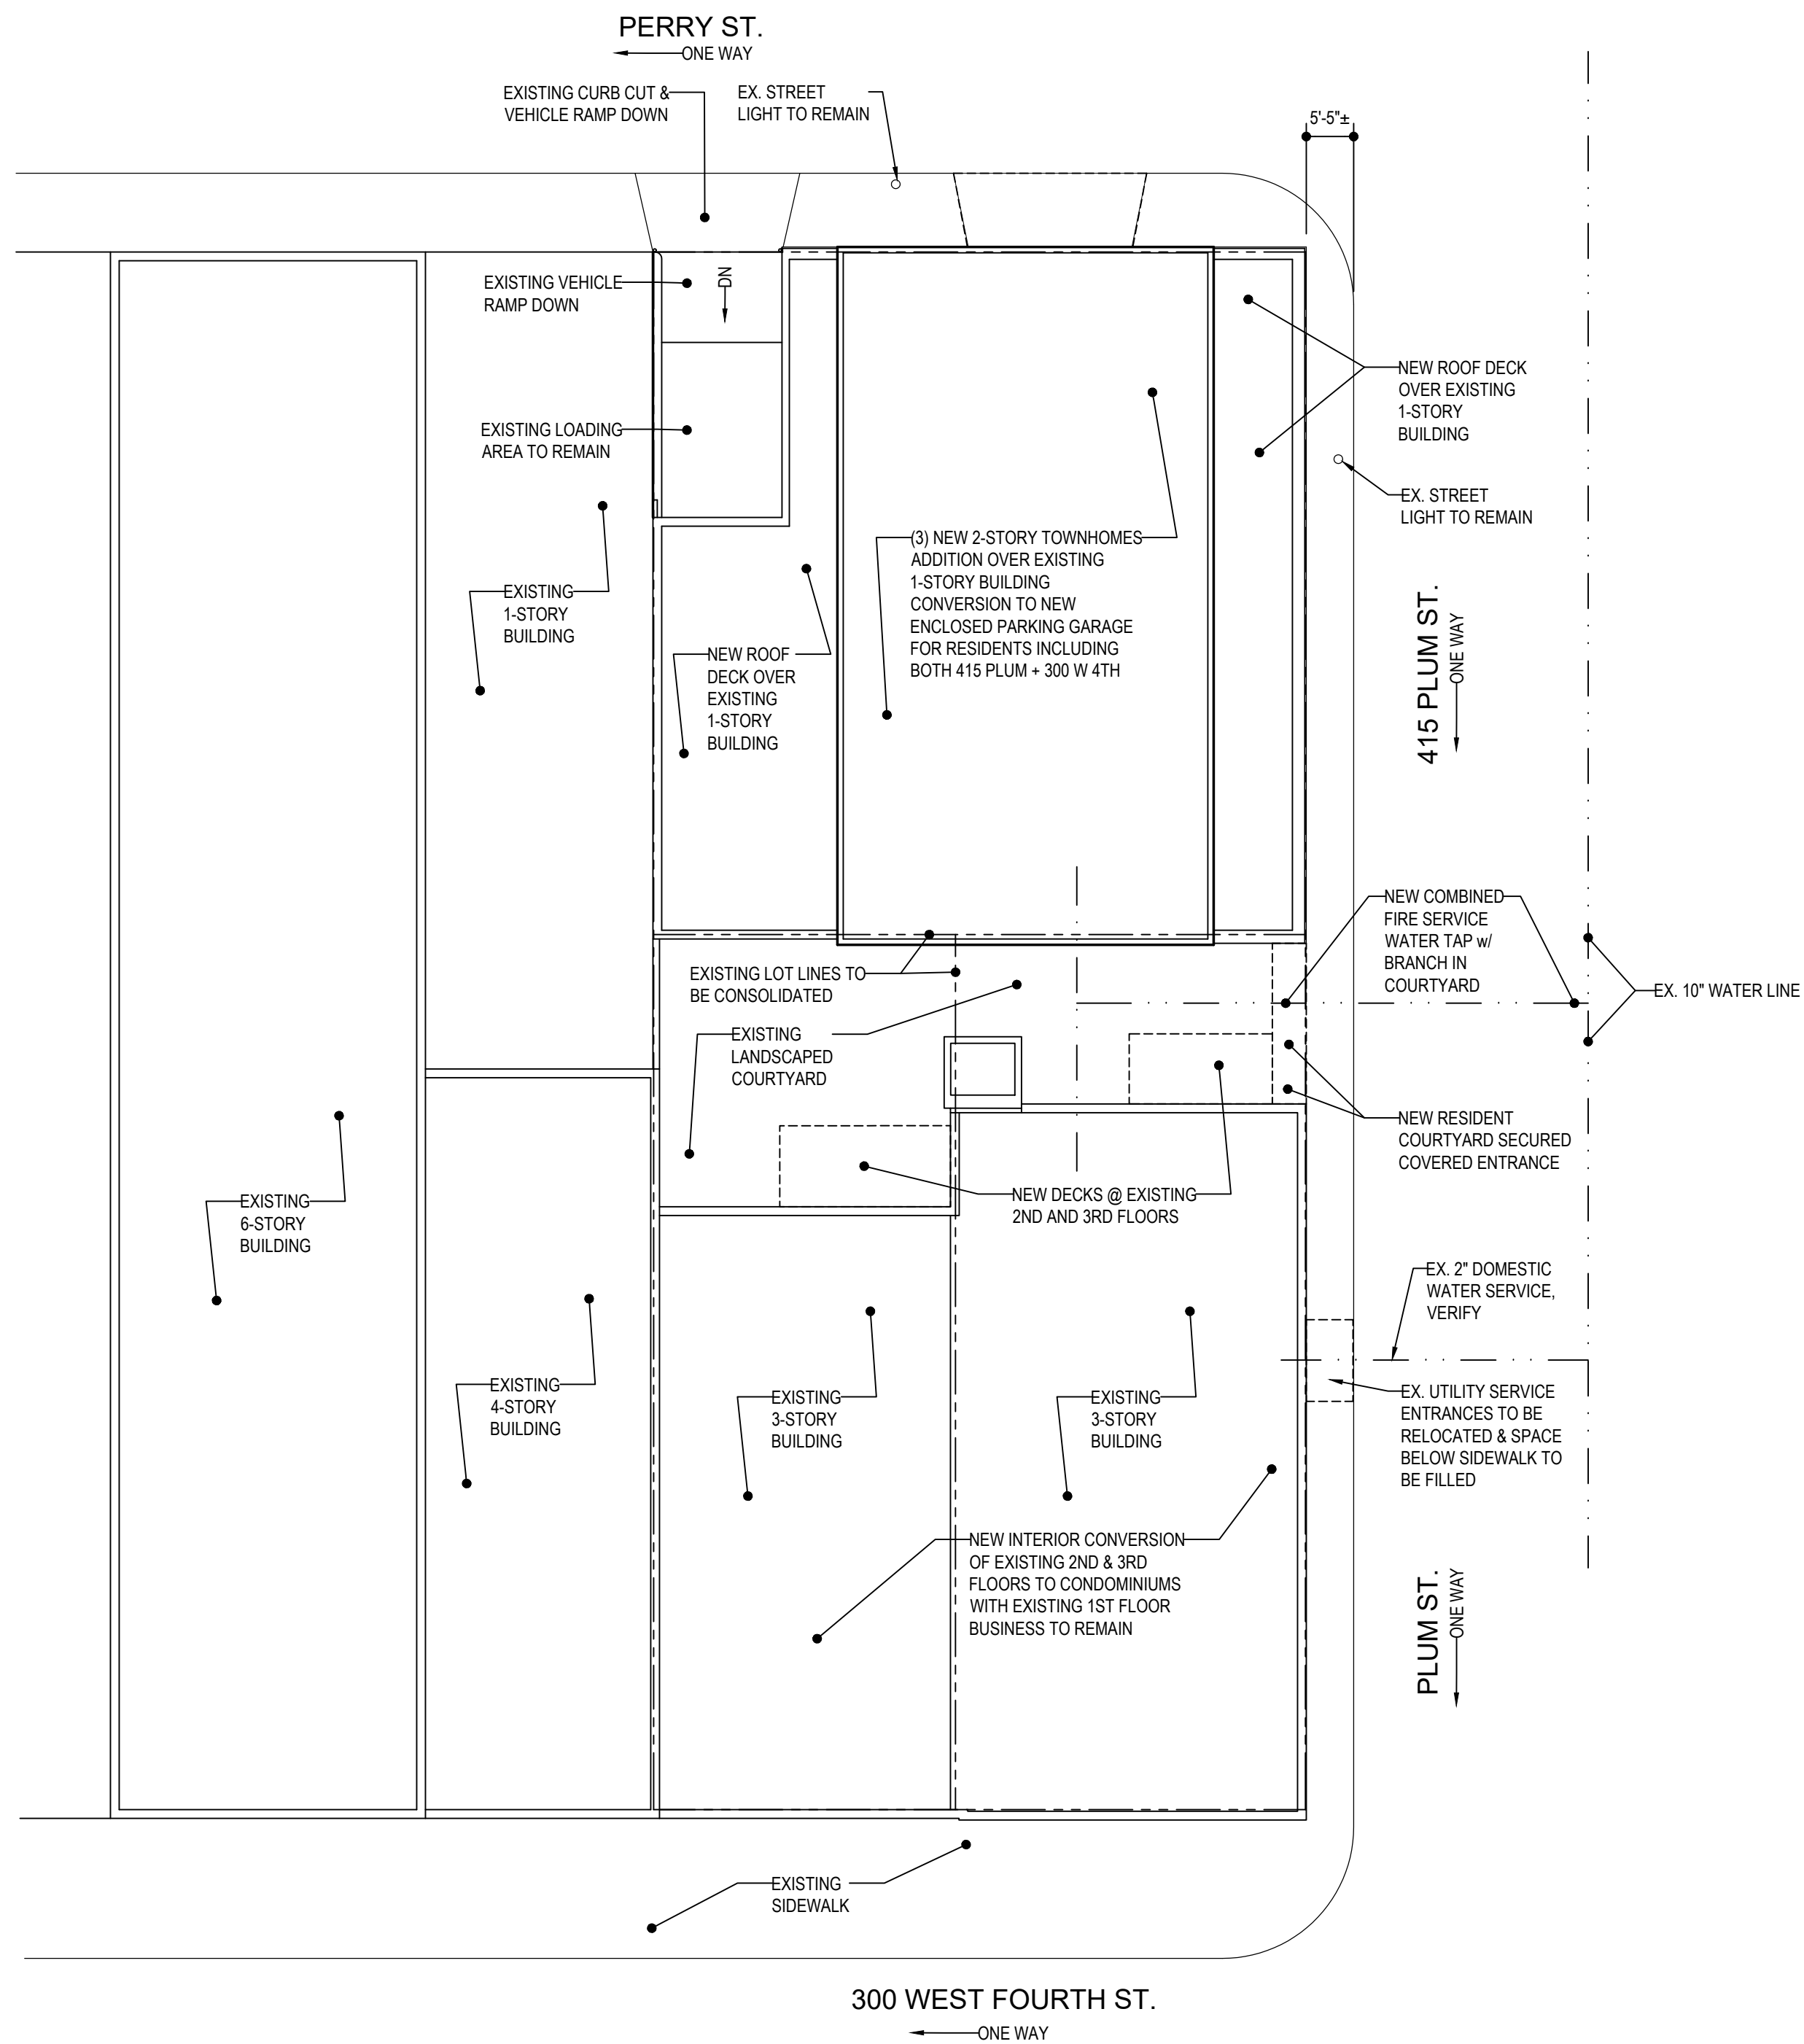 PERRY ST.
ONE WAY
EXISTING CURB CUT &
VEHICLE RAMP DOWN
EX. STREET
LIGHT TO REMAIN
5'-5"±
EXISTING VEHICLE
RAMP DOWN
DN
NEW ROOF DECK
OVER EXISTING
1-STORY
BUILDING
EXISTING LOADING
AREA TO REMAIN
EX. STREET
LIGHT TO REMAIN
(3) NEW 2-STORY TOWNHOMES
ADDITION OVER EXISTING
1-STORY BUILDING
CONVERSION TO NEW
ENCLOSED PARKING GARAGE
FOR RESIDENTS INCLUDING
BOTH 415 PLUM + 300 W 4TH
EXISTING
1-STORY
BUILDING
NEW ROOF
DECK OVER
EXISTING
1-STORY
BUILDING
415 PLUM ST.
ONE WAY
NEW COMBINED
FIRE SERVICE
WATER TAP w/
BRANCH IN
COURTYARD
EX. 10" WATER LINE
EXISTING LOT LINES TO
BE CONSOLIDATED
EXISTING
LANDSCAPED
COURTYARD
NEW RESIDENT
COURTYARD SECURED
COVERED ENTRANCE
NEW DECKS @ EXISTING
2ND AND 3RD FLOORS
EXISTING
6-STORY
BUILDING
EX. 2" DOMESTIC
WATER SERVICE,
VERIFY
EXISTING
4-STORY
BUILDING
EXISTING
3-STORY
BUILDING
EXISTING
3-STORY
BUILDING
EX. UTILITY SERVICE
ENTRANCES TO BE
RELOCATED & SPACE
BELOW SIDEWALK TO
BE FILLED
NEW INTERIOR CONVERSION
OF EXISTING 2ND & 3RD
FLOORS TO CONDOMINIUMS
WITH EXISTING 1ST FLOOR
BUSINESS TO REMAIN
PLUM ST.
ONE WAY
EXISTING
SIDEWALK
300 WEST FOURTH ST.
ONE WAY